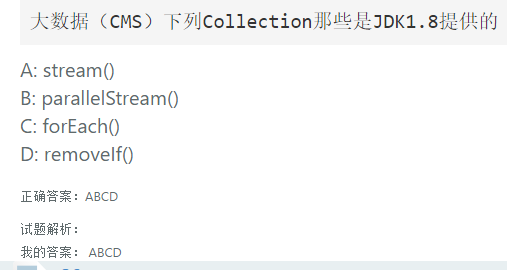 大数据（CMS）下列Collection那些是JDK1.8提供的
A: stream()
B: parallelStream()
C: forEach()
D: removeIf()
正确答案：ABCD
试题解析：
我的答案： ABCD